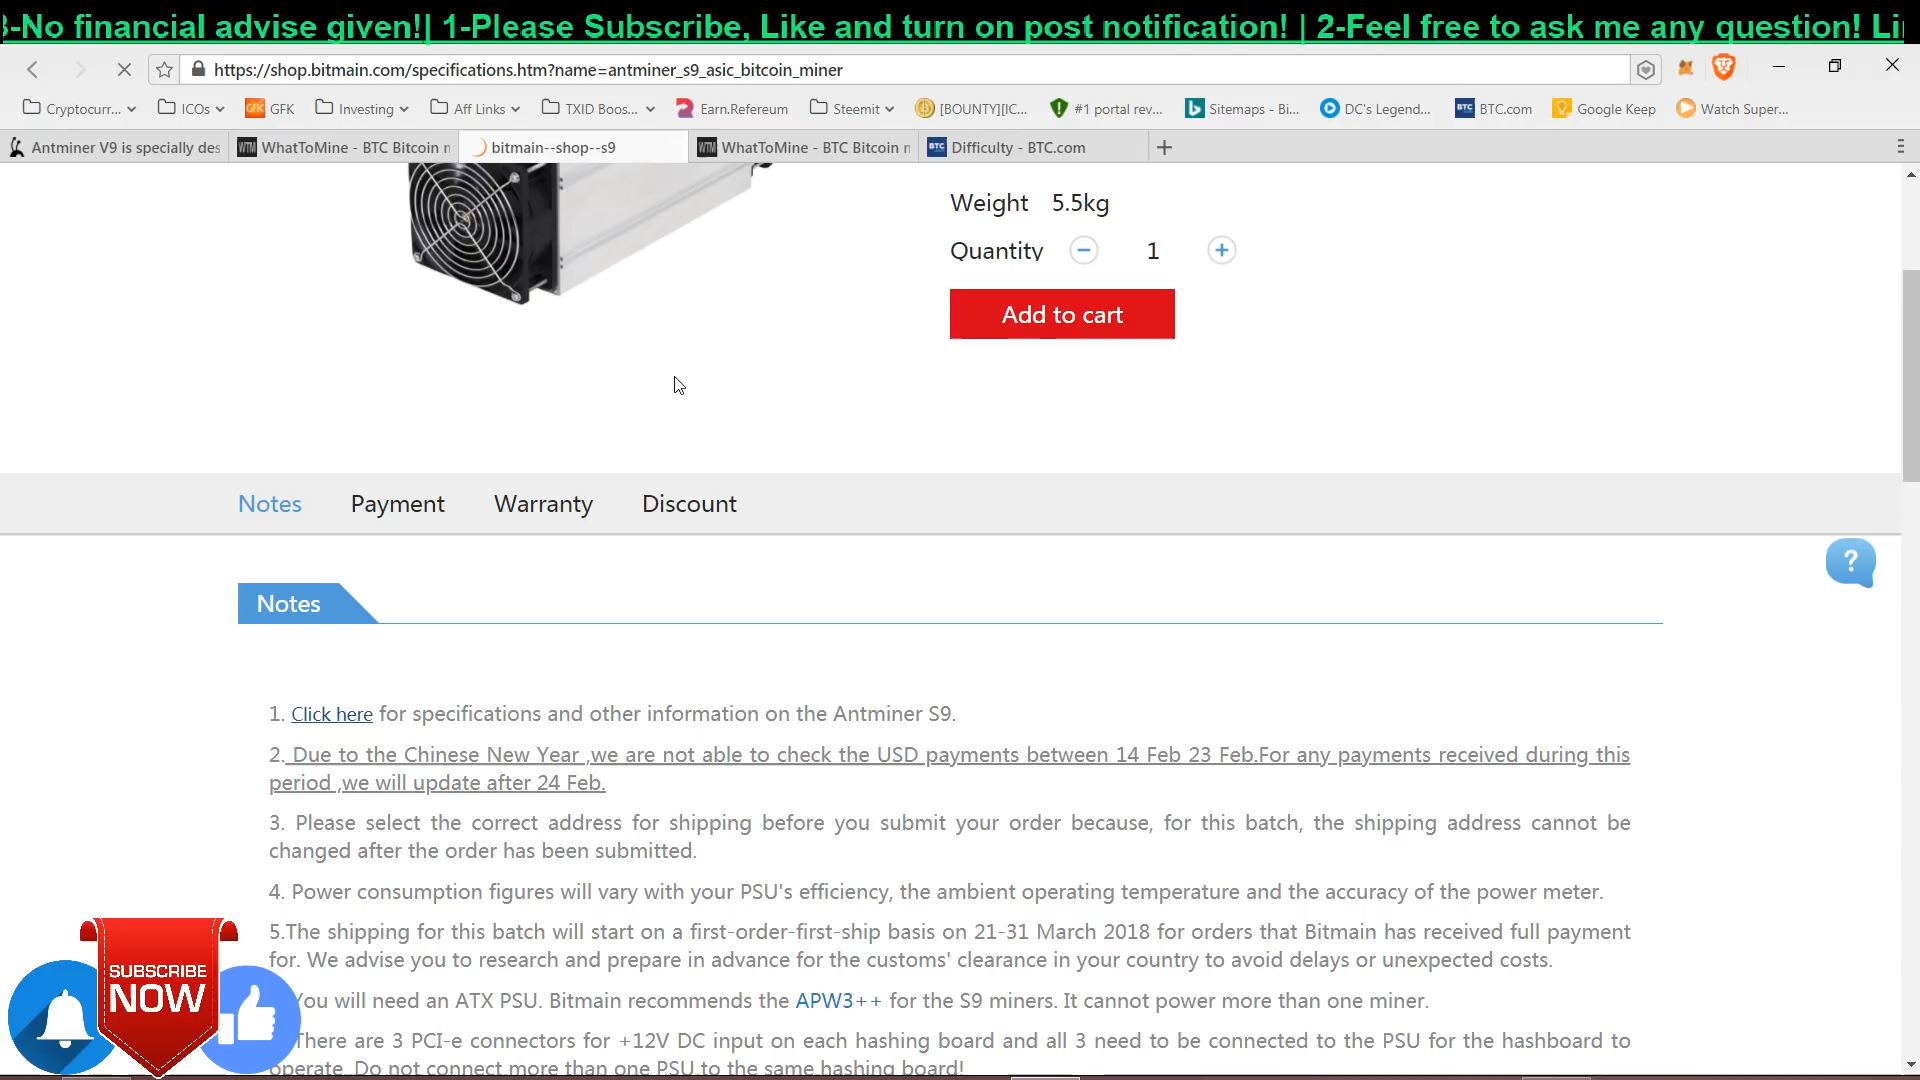 3-No financial advise given!| 1-Please Subscribe, Like and turn on post notification! | 2-Feel free to ask me any question! Li
https://shop.bitmain.com/specifications.htm?name=antminer_s9_asic_bitcoin_miner
Cryptocurr... ICOs GFK Investing Aff Links TXID Boos... Earn.Refereum Steemit [BOUNTY][IC... #1 portal rev... Sitemaps - Bi... DC's Legend... BTC.com Google Keep Watch Super...
Antminer V9 is specially des WhatToMine - BTC Bitcoin bitmain--shop--s9 WhatToMine - BTC Bitcoin Difficulty - BTC.com
Weight 5.5kg
Quantity 1
Add to cart
Notes Payment Warranty Discount
Notes
1. Click here for specifications and other information on the Antminer S9.
2. Due to the Chinese New Year ,we are not able to check the USD payments between 14 Feb 23 Feb.For any payments received during this
period ,we will update after 24 Feb.
3. Please select the correct address for shipping before you submit your order because, for this batch, the shipping address cannot be
changed after the order has been submitted.
4. Power consumption figures will vary with your PSU's efficiency, the ambient operating temperature and the accuracy of the power meter.
5.The shipping for this batch will start on a first-order-first-ship basis on 21-31 March 2018 for orders that Bitmain has received full payment
for. We advise you to research and prepare in advance for the customs' clearance in your country to avoid delays or unexpected costs.
You will need an ATX PSU. Bitmain recommends the APW3++ for the S9 miners. It cannot power more than one miner.
There are 3 PCI-e connectors for +12V DC input on each hashing board and all 3 need to be connected to the PSU for the hashboard to
operate. Do not connect more than one PSU to the same hashing board!
SUBSCRIBE
NOW